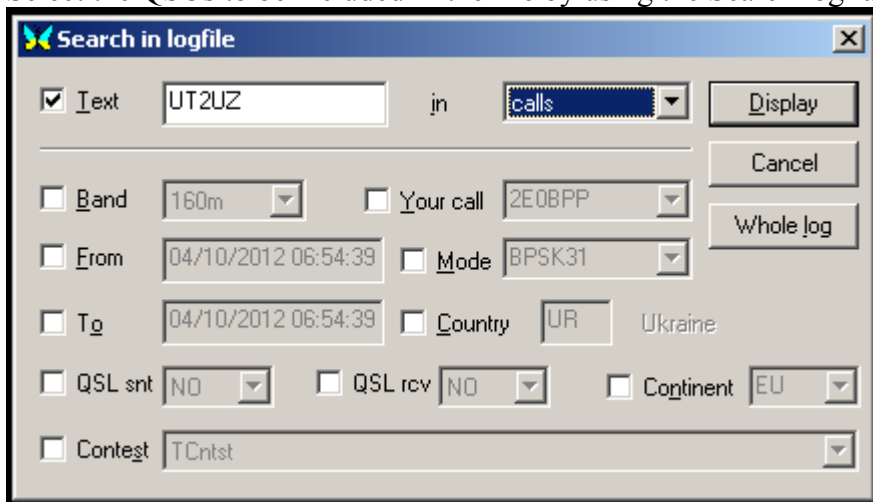 Search in logfile
Text UT2UZ in calls Display
Cancel
Band 160m Your call 2E0BPP
Whole log
From 04/10/2012 06:54:39 Mode BPSK31
To 04/10/2012 06:54:39 Country UR Ukraine
QSL snt NO QSL rcv NO Continent EU
Contest TCntst